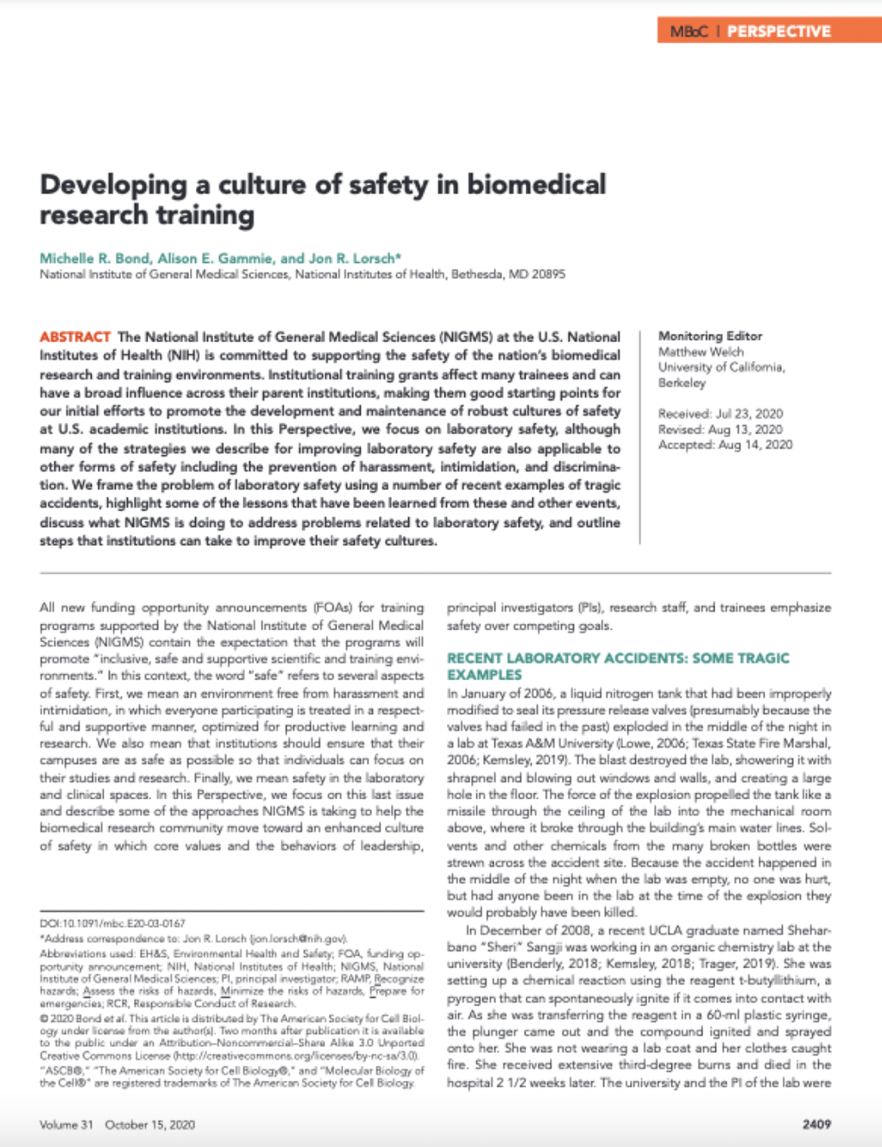 MBoC | PERSPECTIVE
Developing a culture of safety in biomedical
research training
Michelle R. Bond, Alison E. Gammie, and Jon R. Lorsch*
National Institute of General Medical Sciences, National Institutes of Health, Bethesda, MD 20895
ABSTRACT The National Institute of General Medical Sciences (NIGMS) at the U.S. National
Institutes of Health (NIH) is committed to supporting the safety of the nation's biomedical
research and training environments. Institutional training grants affect many trainees and can
have a broad influence across their parent institutions, making them good starting points for
our initial efforts to promote the development and maintenance of robust cultures of safety
at U.S. academic institutions. In this Perspective, we focus on laboratory safety, although
many of the strategies we describe for improving laboratory safety are also applicable to
other forms of safety including the prevention of harassment, intimidation, and discrimina-
tion. We frame the problem of laboratory safety using a number of recent examples of tragic
accidents, highlight some of the lessons that have been learned from these and other events,
discuss what NIGMS is doing to address problems related to laboratory safety, and outline
steps that institutions can take to improve their safety cultures.
Monitoring Editor
Matthew Welch
University of California,
Berkeley
Received: Jul 23, 2020
Revised: Aug 13, 2020
Accepted: Aug 14, 2020
All new funding opportunity announcements (FOAs) for training
programs supported by the National Institute of General Medical
Sciences (NIGMS) contain the expectation that the programs will
promote "inclusive, safe and supportive scientific and training envi-
ronments." In this context, the word "safe" refers to several aspects
of safety. First, we mean an environment free from harassment and
intimidation, in which everyone participating is treated in a respect-
ful and supportive manner, optimized for productive learning and
research. We also mean that institutions should ensure that their
campuses are as safe as possible so that individuals can focus on
their studies and research. Finally, we mean safety in the laboratory
and clinical spaces. In this Perspective, we focus on this last issue
and describe some of the approaches NIGMS is taking to help the
biomedical research community move toward an enhanced culture
of safety in which core values and the behaviors of leadership,
DOI:10.1091/mbc.E20-03-0167
*Address correspondence to: Jon R. Lorsch (jon.lorsch@nih.gov).
Abbreviations used: EH&S, Environmental Health and Safety; FOA, funding op-
portunity announcement; NIH, National Institutes of Health; NIGMS, National
Institute of General Medical Sciences; PI, principal investigator; RAMP, Recognize
hazards; Assess the risks of hazards, Minimize the risks of hazards, Prepare for
emergencies; RCR, Responsible Conduct of Research.
© 2020 Bond et al. This article is distributed by The American Society for Cell Biol-
ogy under license from the author(s). Two months after publication it is available
to the public under an Attribution–Noncommercial–Share Alike 3.0 Unported
Creative Commons License (http://creativecommons.org/licenses/by-nc-sa/3.0).
"ASCB®," "The American Society for Cell Biology®," and "Molecular Biology of
the Cell®" are registered trademarks of The American Society for Cell Biology.
principal investigators (PIs), research staff, and trainees emphasize
safety over competing goals.
RECENT LABORATORY ACCIDENTS: SOME TRAGIC
EXAMPLES
In January of 2006, a liquid nitrogen tank that had been improperly
modified to seal its pressure release valves (presumably because the
valves had failed in the past) exploded in the middle of the night in
a lab at Texas A&M University (Lowe, 2006; Texas State Fire Marshal,
2006; Kemsley, 2019). The blast destroyed the lab, showering it with
shrapnel and blowing out windows and walls, and creating a large
hole in the floor. The force of the explosion propelled the tank like a
missile through the ceiling of the lab into the mechanical room
above, where it broke through the building's main water lines. Sol-
vents and other chemicals from the many broken bottles were
strewn across the accident site. Because the accident happened in
the middle of the night when the lab was empty, no one was hurt,
but had anyone been in the lab at the time of the explosion they
would probably have been killed.
In December of 2008, a recent UCLA graduate named Shehar-
bano "Sheri" Sangji was working in an organic chemistry lab at the
university (Benderly, 2018; Kemsley, 2018; Trager, 2019). She was
setting up a chemical reaction using the reagent t-butyllithium, a
pyrogen that can spontaneously ignite if it comes into contact with
air. As she was transferring the reagent in a 60-ml plastic syringe,
the plunger came out and the compound ignited and sprayed
onto her. She was not wearing a lab coat and her clothes caught
fire. She received extensive third-degree burns and died in the
hospital 2 1/2 weeks later. The university and the PI of the lab were
Volume 31 October 15, 2020
2409